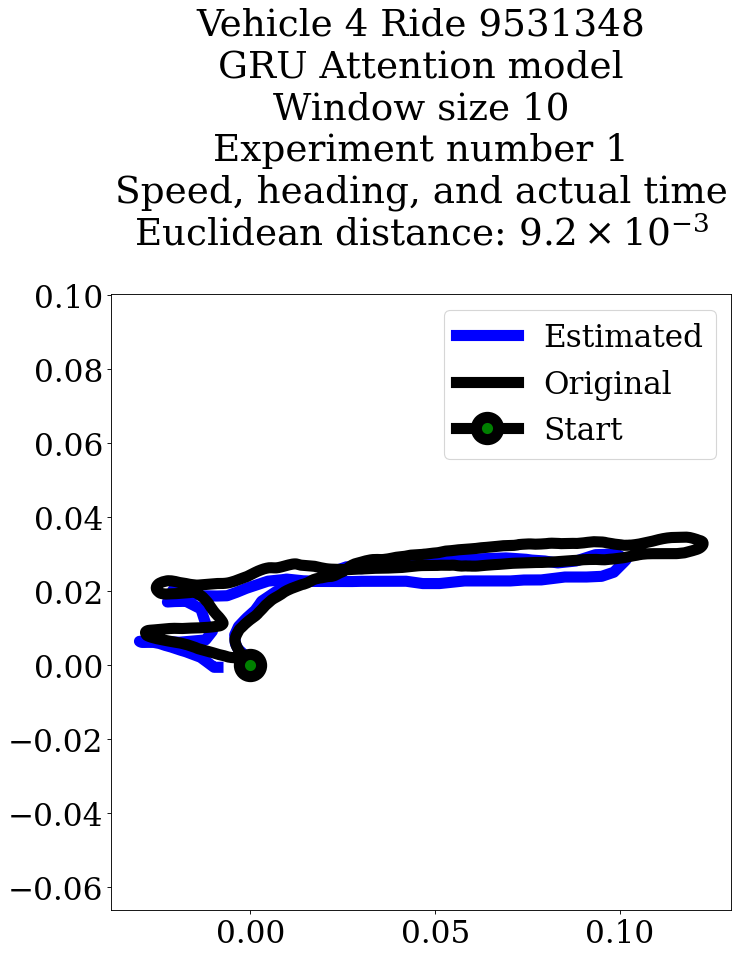 Vehicle 4 Ride 9531348
GRU Attention model
Window size 10
Experiment number 1
Speed, heading, and actual time
Euclidean distance: 9.2 × 10⁻³
0.10
0.08
0.06
0.04
0.02
0.00
−0.02
−0.04
−0.06
Estimated
Original
Start
0.00 0.05 0.10